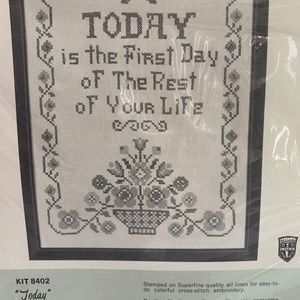 TODAY
is the First Day
of The Rest
of Your Life
KIT 8402
"Today"
Stamped on Superfine quality all linen for easy-to-
do colorful cross-stitch embroidery.